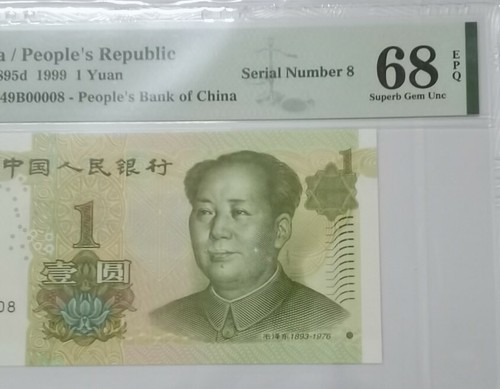 a / People's Republic
895d 1999 1 Yuan
Serial Number 8
49B00008 - People's Bank of China
68
EPQ
Superb Gem Unc
中国人民银行
1
1
壹圆
08
毛泽东 1893-1976